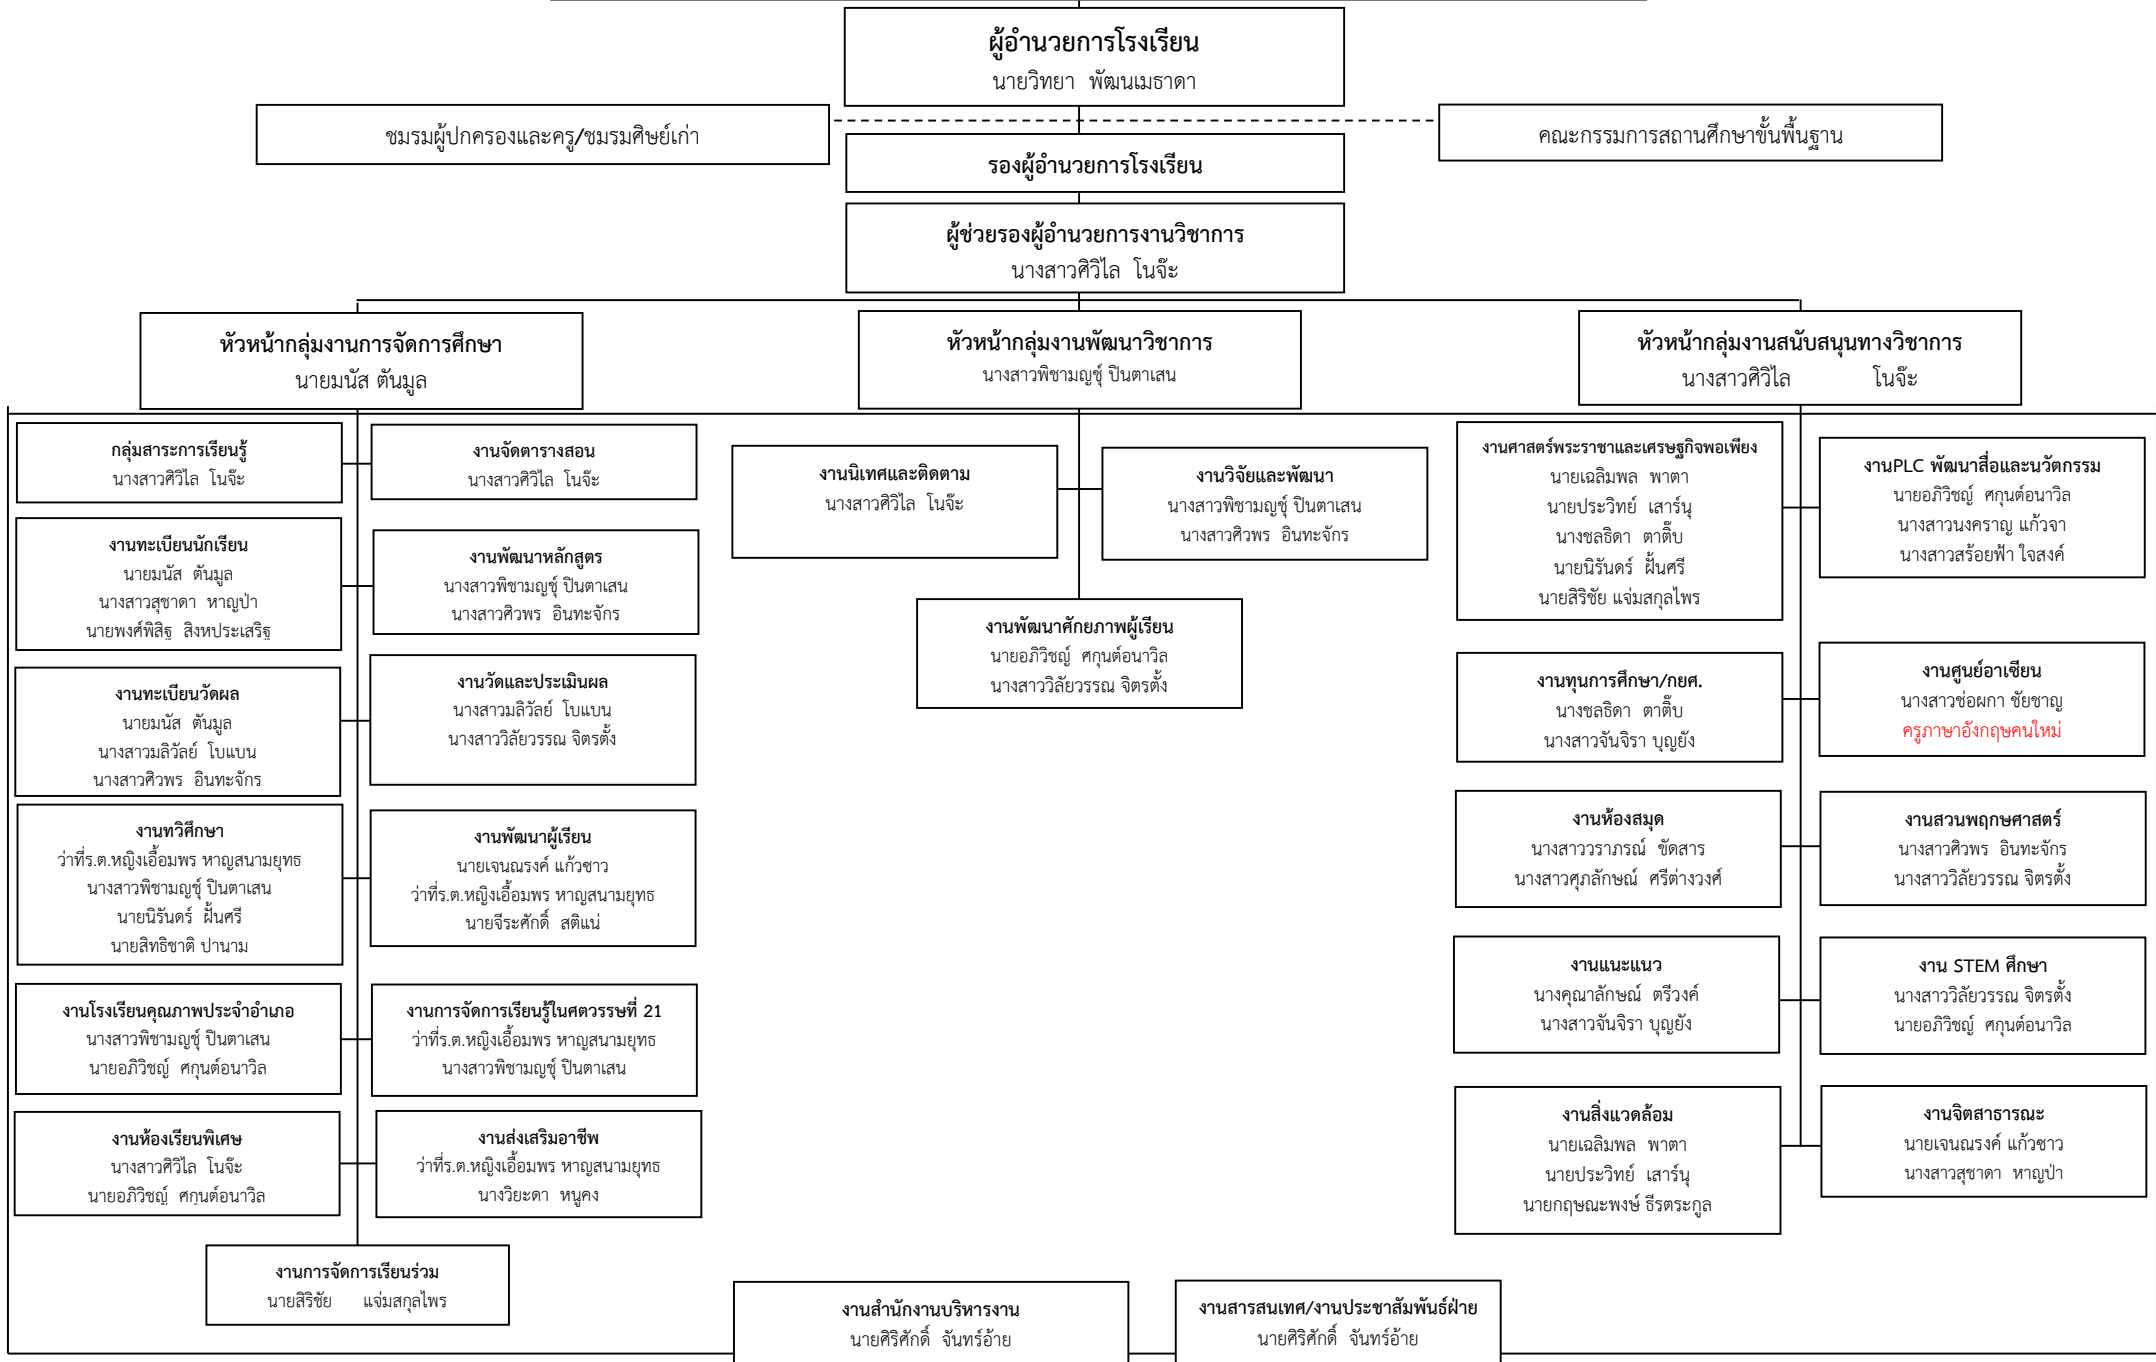 ผู้อำนวยการโรงเรียน
นายวิทยา พัฒนเมธาดา
ชมรมผู้ปกครองและครู/ชมรมศิษย์เก่า
คณะกรรมการสถานศึกษาขั้นพื้นฐาน
รองผู้อำนวยการโรงเรียน
ผู้ช่วยรองผู้อำนวยการงานวิชาการ
นางสาวศิวิไล โนจ๊ะ
หัวหน้ากลุ่มงานการจัดการศึกษา
นายมนัส ตันมูล
หัวหน้ากลุ่มงานพัฒนาวิชาการ
นางสาวพิชามญชุ์ ปินตาเสน
หัวหน้ากลุ่มงานสนับสนุนทางวิชาการ
นางสาวศิวิไล โนจ๊ะ
กลุ่มสาระการเรียนรู้
นางสาวศิวิไล โนจ๊ะ
งานจัดตารางสอน
นางสาวศิวิไล โนจ๊ะ
งานทะเบียนนักเรียน
นายมนัส ตันมูล
นางสาวสุชาดา หาญป่า
นายพงศ์พิสิฐ สิงหประเสริฐ
งานพัฒนาหลักสูตร
นางสาวพิชามญชุ์ ปินตาเสน
นางสาวศิวพร อินทะจักร
งานทะเบียนวัดผล
นายมนัส ตันมูล
นางสาวมลิวัลย์ โบแบน
นางสาวศิวพร อินทะจักร
งานวัดและประเมินผล
นางสาวมลิวัลย์ โบแบน
นางสาววิลัยวรรณ จิตรตั้ง
งานทวิศึกษา
ว่าที่ร.ต.หญิงเอื้อมพร หาญสนามยุทธ
นางสาวพิชามญชุ์ ปินตาเสน
นายนิรันดร์ ฝั้นศรี
นายสิทธิชาติ ปานาม
งานพัฒนาผู้เรียน
นายเจนณรงค์ แก้วซาว
ว่าที่ร.ต.หญิงเอื้อมพร หาญสนามยุทธ
นายจีระศักดิ์ สติแน่
งานโรงเรียนคุณภาพประจำอำเภอ
นางสาวพิชามญชุ์ ปินตาเสน
นายอภิวิชญ์ ศกุนต์อนาวิล
งานการจัดการเรียนรู้ในศตวรรษที่ 21
ว่าที่ร.ต.หญิงเอื้อมพร หาญสนามยุทธ
นางสาวพิชามญชุ์ ปินตาเสน
งานห้องเรียนพิเศษ
นางสาวศิวิไล โนจ๊ะ
นายอภิวิชญ์ ศกุนต์อนาวิล
งานส่งเสริมอาชีพ
ว่าที่ร.ต.หญิงเอื้อมพร หาญสนามยุทธ
นางวิยะดา หนูคง
งานการจัดการเรียนร่วม
นายสิริชัย แจ่มสกุลไพร
งานนิเทศและติดตาม
นางสาวศิวิไล โนจ๊ะ
งานวิจัยและพัฒนา
นางสาวพิชามญชุ์ ปินตาเสน
นางสาวศิวพร อินทะจักร
งานพัฒนาศักยภาพผู้เรียน
นายอภิวิชญ์ ศกุนต์อนาวิล
นางสาววิลัยวรรณ จิตรตั้ง
งานศาสตร์พระราชาและเศรษฐกิจพอเพียง
นายเฉลิมพล พาตา
นายประวิทย์ เสาร์นุ
นางชลธิดา ตาติ๊บ
นายนิรันดร์ ฝั้นศรี
นายสิริชัย แจ่มสกุลไพร
งานPLC พัฒนาสื่อและนวัตกรรม
นายอภิวิชญ์ ศกุนต์อนาวิล
นางสาวนงคราญ แก้วจา
นางสาวสร้อยฟ้า ใจสงค์
งานทุนการศึกษา/กยศ.
นางชลธิดา ตาติ๊บ
นางสาวจันจิรา บุญยัง
งานศูนย์อาเซียน
นางสาวช่อผกา ชัยชาญ
ครูภาษาอังกฤษคนใหม่
งานห้องสมุด
นางสาววราภรณ์ ขัดสาร
นางสาวศุภลักษณ์ ศรีต่างวงศ์
งานสวนพฤกษศาสตร์
นางสาวศิวพร อินทะจักร
นางสาววิลัยวรรณ จิตรตั้ง
งานแนะแนว
นางคุณาลักษณ์ ตรีวงค์
นางสาวจันจิรา บุญยัง
งาน STEM ศึกษา
นางสาววิลัยวรรณ จิตรตั้ง
นายอภิวิชญ์ ศกุนต์อนาวิล
งานสิ่งแวดล้อม
นายเฉลิมพล พาตา
นายประวิทย์ เสาร์นุ
นายกฤษณะพงษ์ ธีรตระกูล
งานจิตสาธารณะ
นายเจนณรงค์ แก้วซาว
นางสาวสุชาดา หาญป่า
งานสำนักงานบริหารงาน
นายศิริศักดิ์ จันทร์อ้าย
งานสารสนเทศ/งานประชาสัมพันธ์ฝ่าย
นายศิริศักดิ์ จันทร์อ้าย